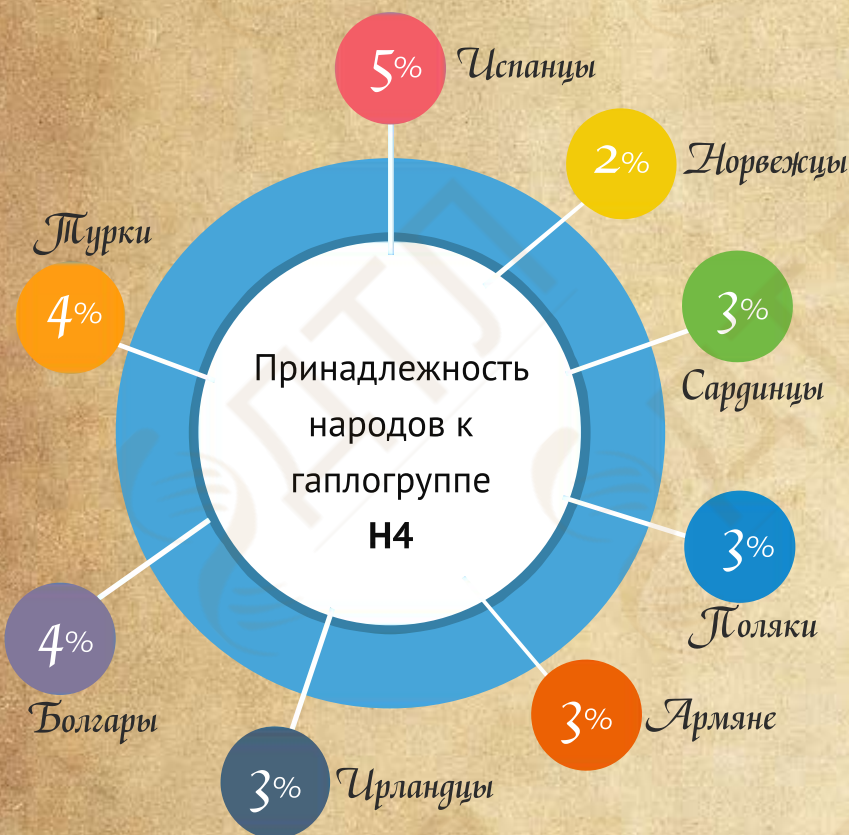 5% Испанцы
2% Норвежцы
Турки
4%
3%
Сардинцы
Принадлежность
народов к
гаплогруппе
H4
3%
Поляки
4%
Болгары
3% Армяне
3% Ирландцы
ДТЛ